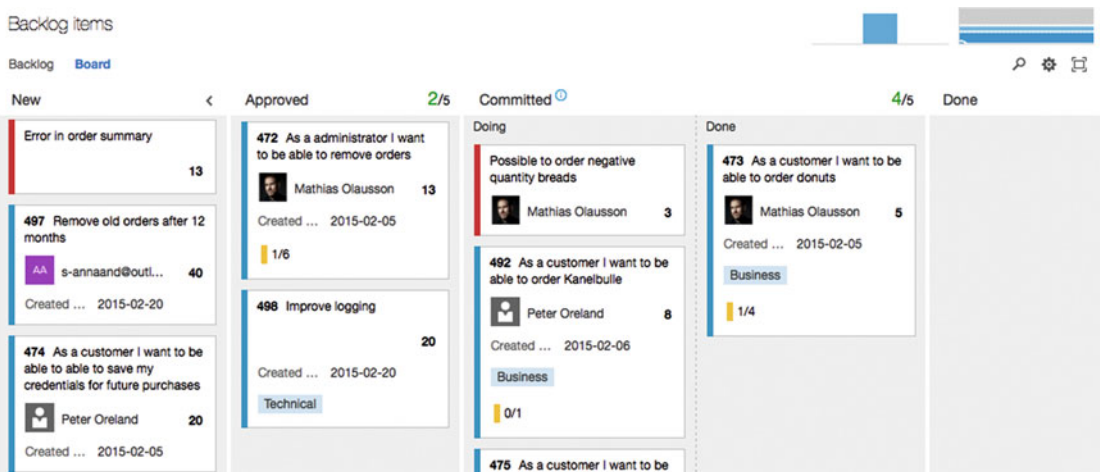 Backlog items
Backlog Board
New
Approved 2/5
Committed 4/5
Done
Error in order summary
13
497 Remove old orders after 12
months
AA s-annaand@outl... 40
Created ... 2015-02-20
474 As a customer I want to be
able to able to save my
credentials for future purchases
Peter Oreland 20
Created ... 2015-02-05
472 As a administrator I want
to be able to remove orders
Mathias Olausson 13
Created ... 2015-02-05
1/6
498 Improve logging
20
Created ... 2015-02-20
Technical
Doing
Possible to order negative
quantity breads
Mathias Olausson 3
492 As a customer I want to be
able to order Kanelbulle
Peter Oreland 8
Created ... 2015-02-06
Business
0/1
475 As a customer I want to be
Done
473 As a customer I want to be
able to order donuts
Mathias Olausson 5
Created ... 2015-02-05
Business
1/4